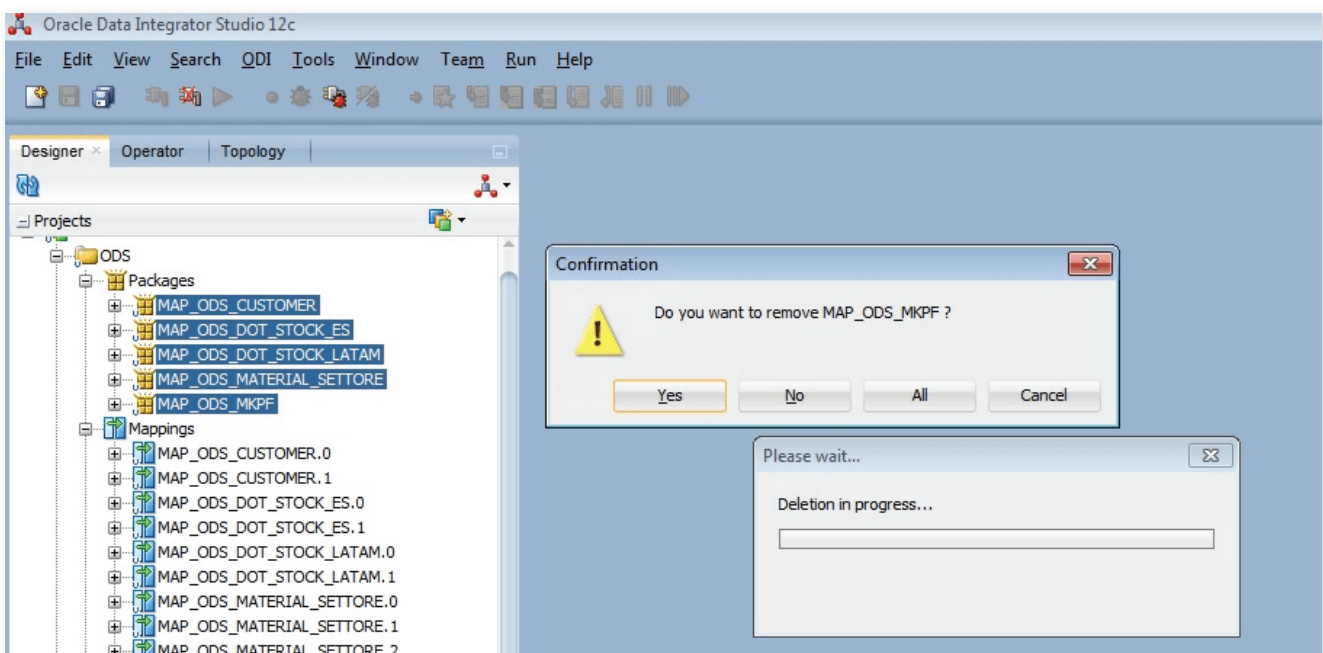 Oracle Data Integrator Studio 12c
File Edit View Search ODI Tools Window Team Run Help
Designer Operator Topology
Projects
ODS
Packages
MAP_ODS_CUSTOMER
MAP_ODS_DOT_STOCK_ES
MAP_ODS_DOT_STOCK_LATAM
MAP_ODS_MATERIAL_SETTORE
MAP_ODS_MKPF
Mappings
MAP_ODS_CUSTOMER.0
MAP_ODS_CUSTOMER.1
MAP_ODS_DOT_STOCK_ES.0
MAP_ODS_DOT_STOCK_ES.1
MAP_ODS_DOT_STOCK_LATAM.0
MAP_ODS_DOT_STOCK_LATAM.1
MAP_ODS_MATERIAL_SETTORE.0
MAP_ODS_MATERIAL_SETTORE.1
MAP_ODS_MATERIAL_SETTORE.2
Confirmation
Do you want to remove MAP_ODS_MKPF ?
Yes No All Cancel
Please wait...
Deletion in progress...